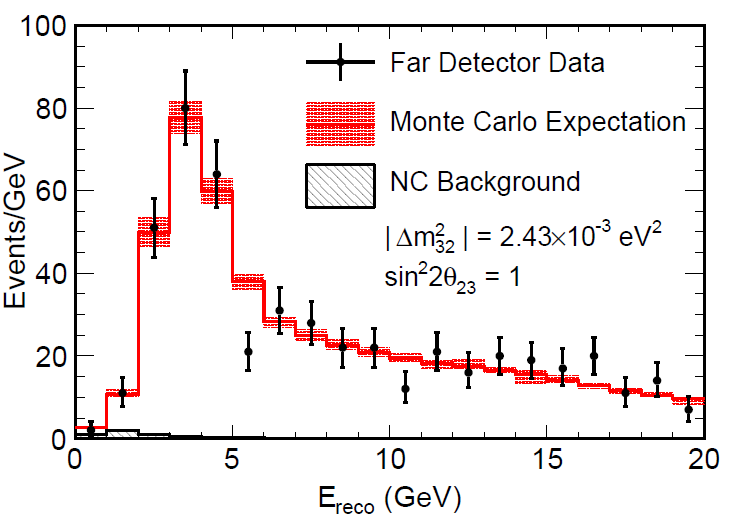 100
80
60
40
20
0
Events/GeV
Far Detector Data
Monte Carlo Expectation
NC Background
|Δm²₃₂| = 2.43×10⁻³ eV²
sin²2θ₂₃ = 1
0 5 10 15 20
E_reco (GeV)